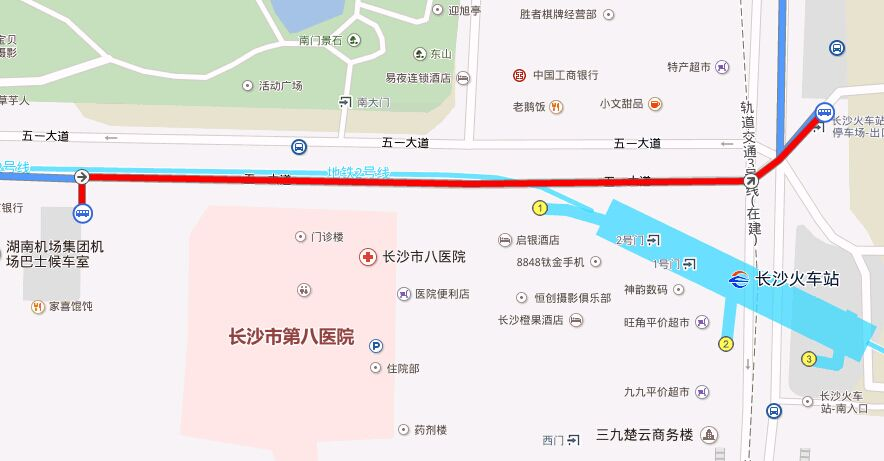 迎旭亭
胜者棋牌经营部
宝贝
摄影
南门景石
东山
易夜连锁酒店
中国工商银行
特产超市
活动广场
草芋人
南大门
老鹅饭
小文甜品
长沙火车站
停车场-出口
五一大道
五一大道
五一大道
轨道交通3号线(在建)
2号线
地铁2号线
五一大道
五一大道
银行
1
湖南机场集团机
场巴士候车室
门诊楼
长沙市八医院
启银酒店
2号门
8848钛金手机
1号门
长沙火车站
医院便利店
恒创摄影俱乐部
神韵数码
家喜馄饨
长沙橙果酒店
旺角平价超市
长沙市第八医院
P
2
3
住院部
九九平价超市
长沙火车
站-南入口
药剂楼
西门
三九楚云商务楼